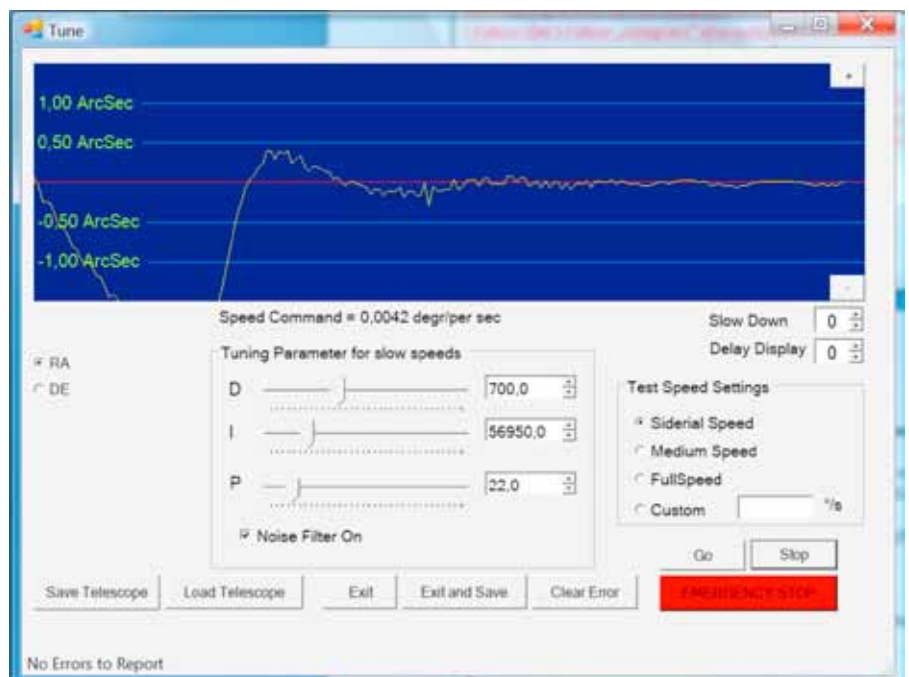 Tune
+
1,00 ArcSec
0,50 ArcSec
-0,50 ArcSec
-1,00 ArcSec
-
Speed Command = 0,0042 degr/per sec
Slow Down 0
Delay Display 0
RA
DE
Tuning Parameter for slow speeds
D 700,0
I 56950,0
P 22,0
Noise Filter On
Test Speed Settings
Siderial Speed
Medium Speed
FullSpeed
Custom °/s
Go Stop
Save Telescope Load Telescope Exit Exit and Save Clear Error EMERGENCY STOP
No Errors to Report